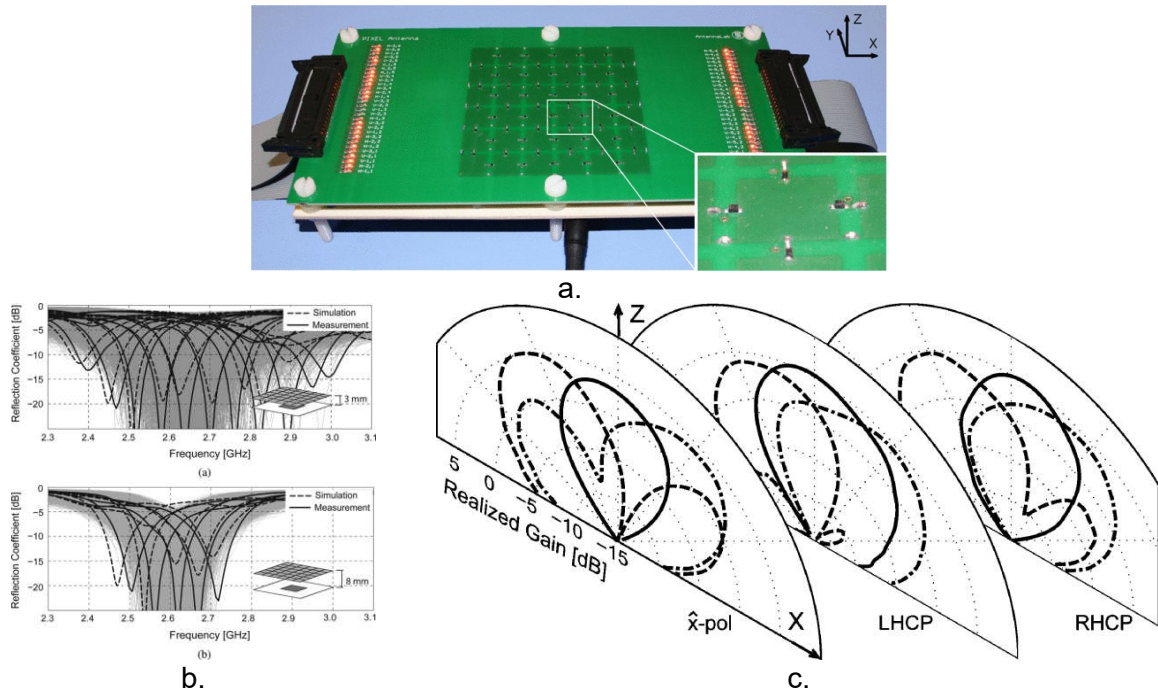 PIXEL Antenna
AntennaLab
Z
Y
X
a.
0
−5
−10
−15
−20
Reflection Coefficient [dB]
Simulation
Measurement
3 mm
2.3 2.4 2.5 2.6 2.7 2.8 2.9 3.0 3.1
Frequency [GHz]
(a)
0
−5
−10
−15
−20
Reflection Coefficient [dB]
Simulation
Measurement
8 mm
2.3 2.4 2.5 2.6 2.7 2.8 2.9 3.0 3.1
Frequency [GHz]
(b)
b.
Z
5 0 −5 −10 −15
Realized Gain [dB]
x̂-pol
X
LHCP
RHCP
c.